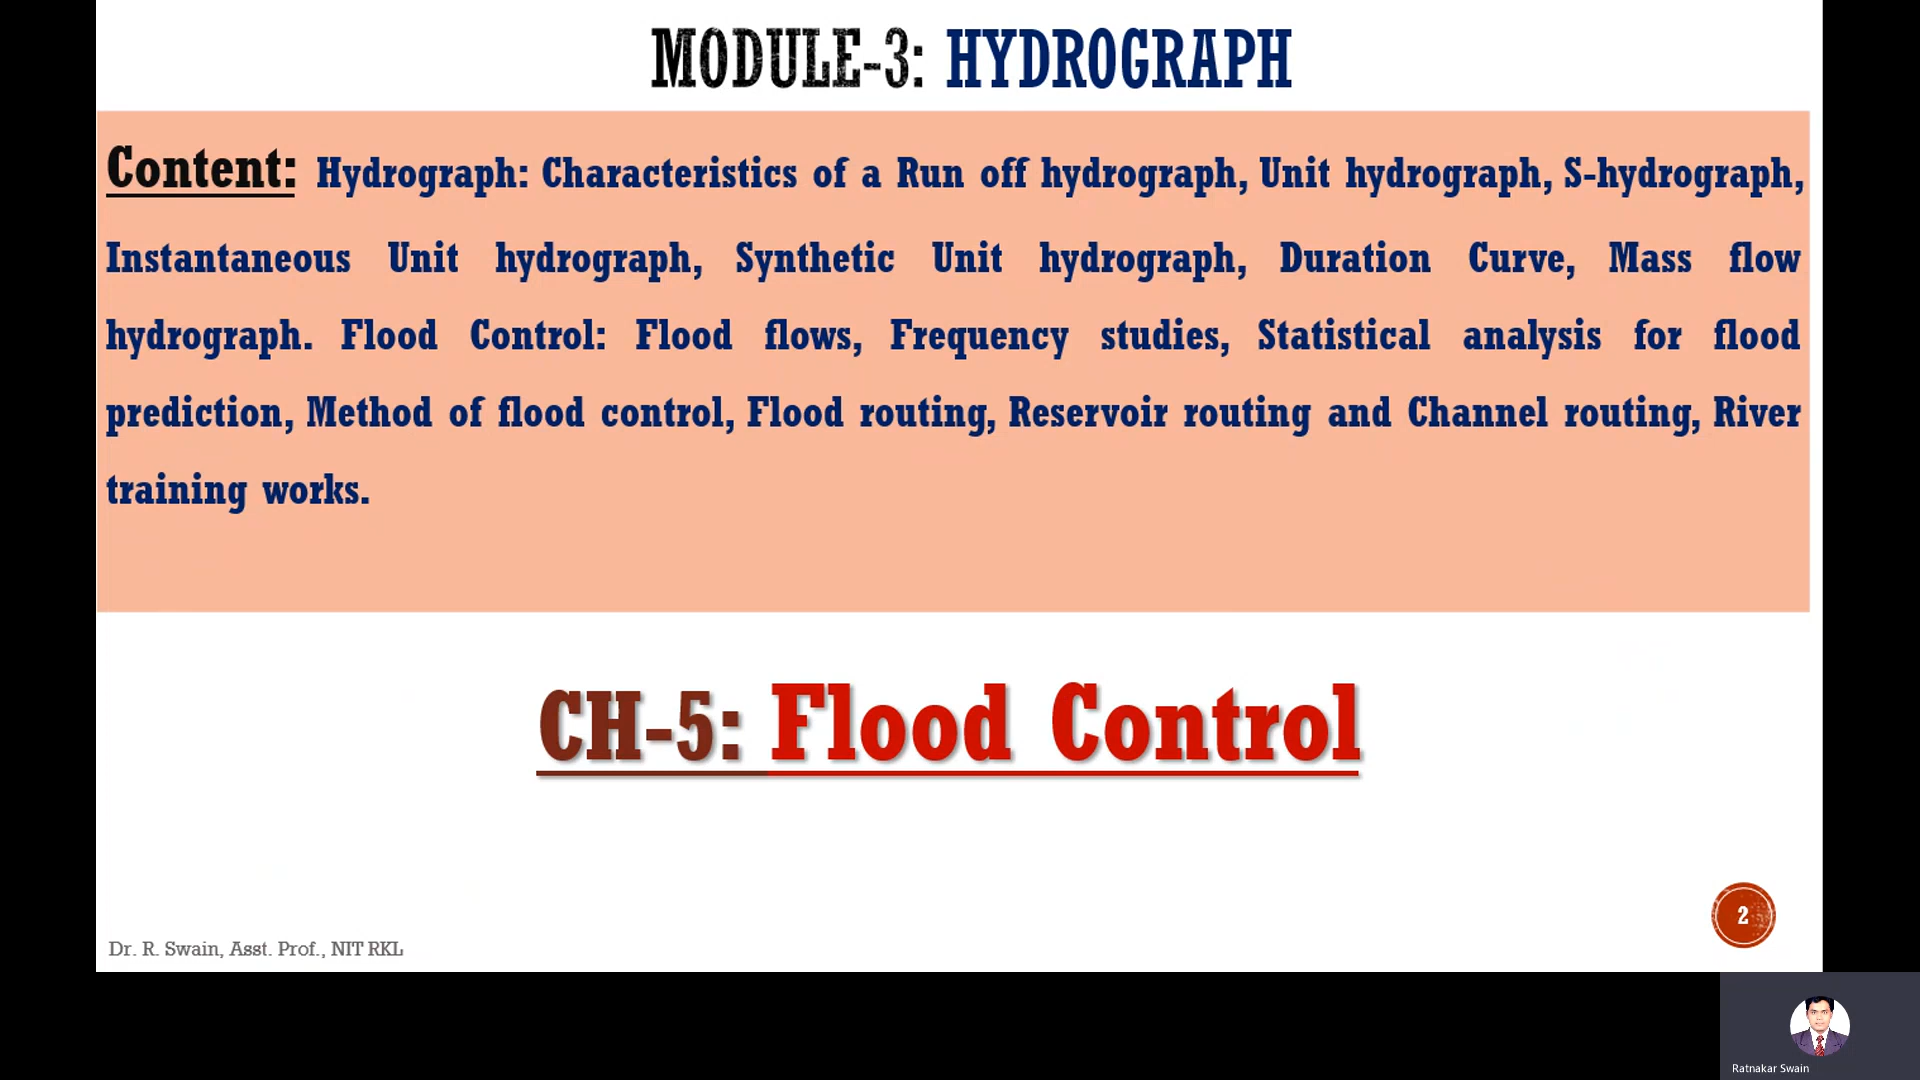 MODULE-3: HYDROGRAPH
Content: Hydrograph: Characteristics of a Run off hydrograph, Unit hydrograph, S-hydrograph,
Instantaneous Unit hydrograph, Synthetic Unit hydrograph, Duration Curve, Mass flow
hydrograph. Flood Control: Flood flows, Frequency studies, Statistical analysis for flood
prediction, Method of flood control, Flood routing, Reservoir routing and Channel routing, River
training works.
CH-5: Flood Control
2
Dr. R. Swain, Asst. Prof., NIT RKL
Ratnakar Swain